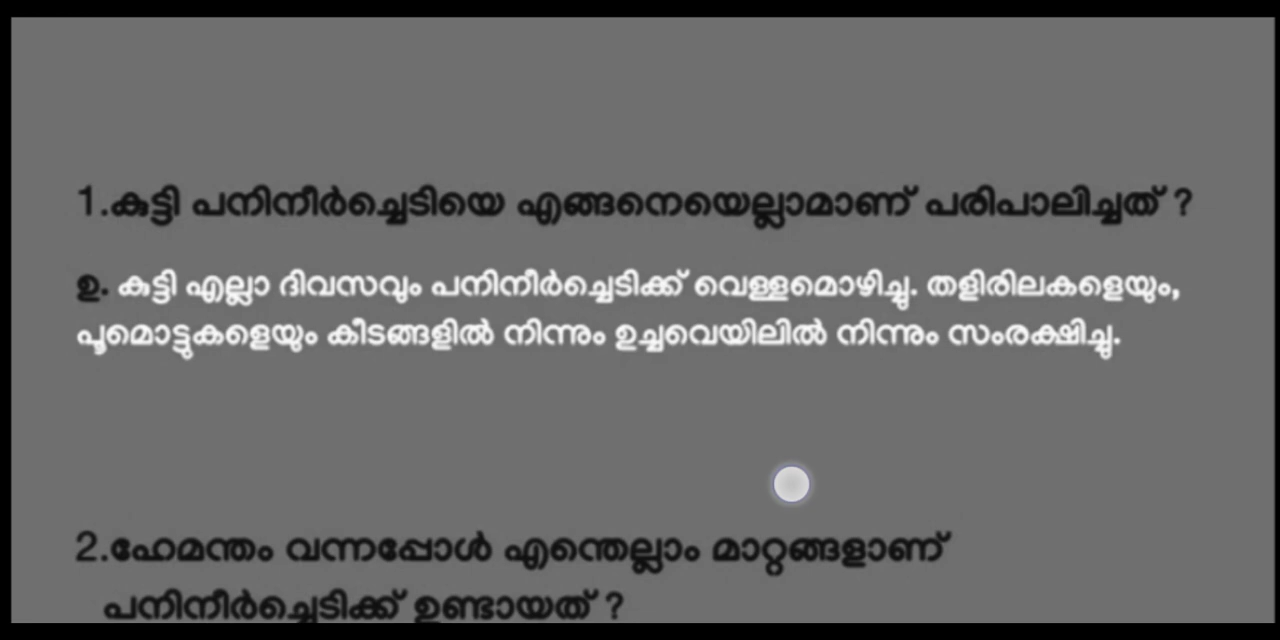 1.കുട്ടി പനിനീർച്ചെടിയെ എങ്ങനെയെല്ലാമാണ് പരിപാലിച്ചത് ?
ഉ. കുട്ടി എല്ലാ ദിവസവും പനിനീർച്ചെടിക്ക് വെള്ളമൊഴിച്ചു. തളിരിലകളെയും,
പൂമൊട്ടുകളെയും കീടങ്ങളിൽ നിന്നും ഉച്ചവെയിലിൽ നിന്നും സംരക്ഷിച്ചു.
2.ഹേമന്തം വന്നപ്പോൾ എന്തെല്ലാം മാറ്റങ്ങളാണ്
പനിനീർച്ചെടിക്ക് ഉണ്ടായത് ?